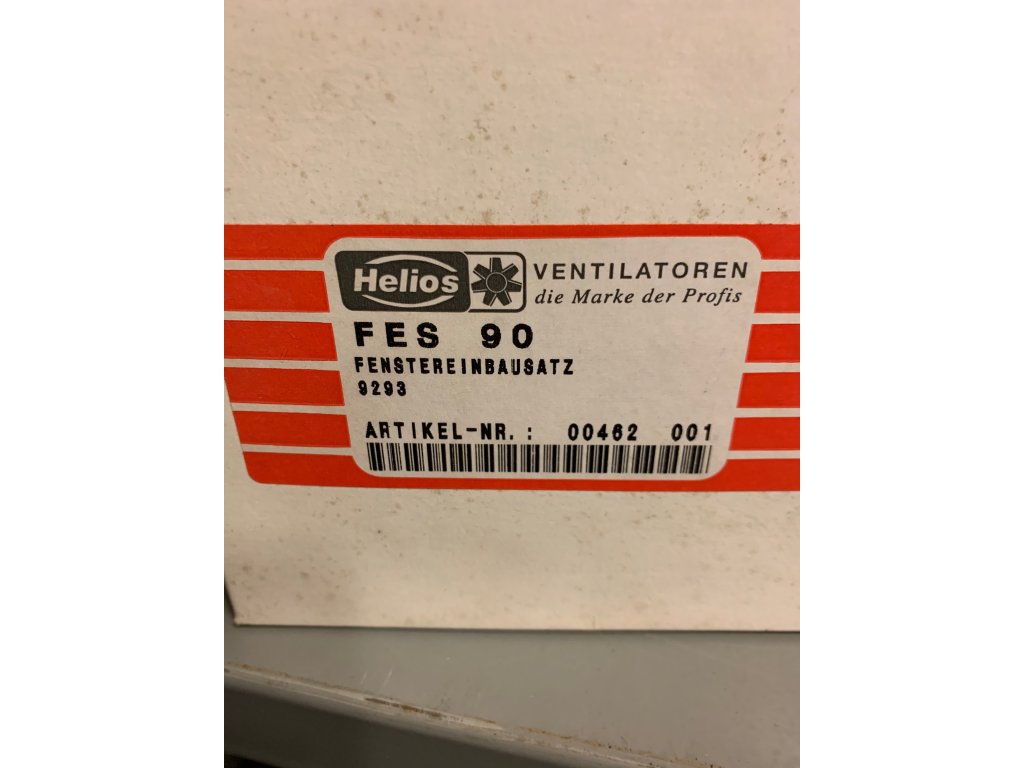 Helios
VENTILATOREN
die Marke der Profis
FES 90
FENSTEREINBAUSATZ
9293
ARTIKEL-NR.: 00462 001